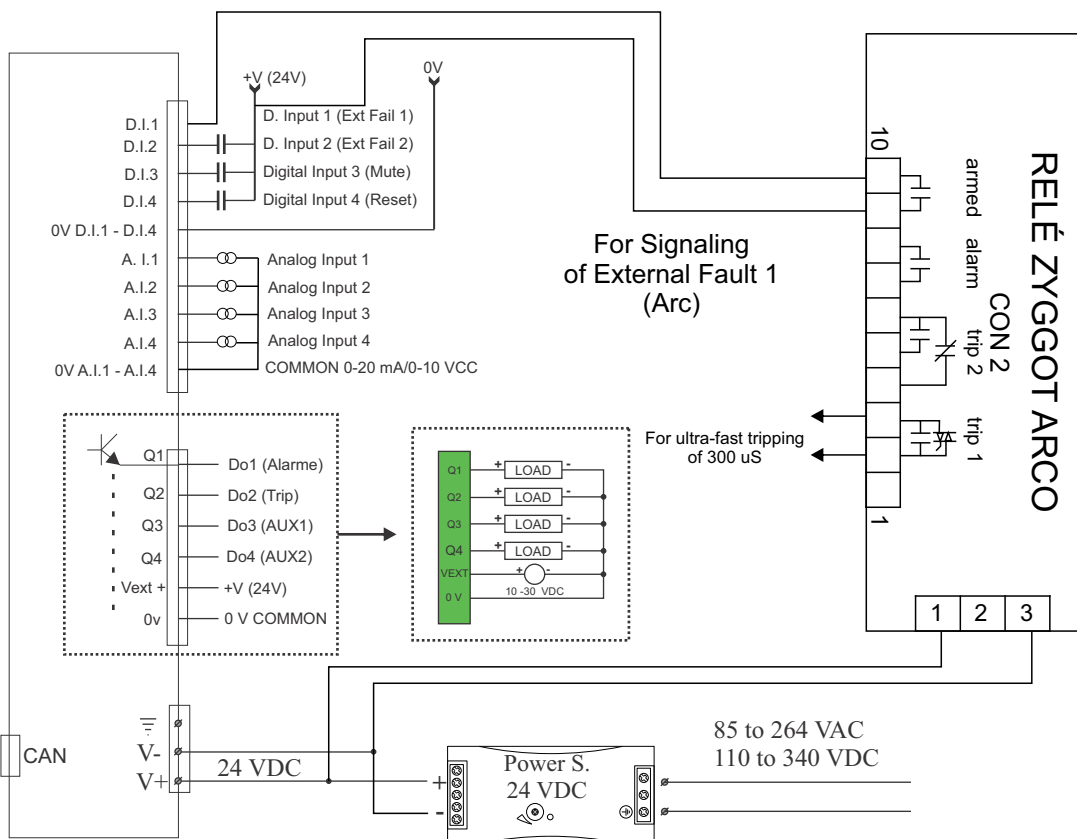 +V (24V)
0V
D.I.1
D. Input 1 (Ext Fail 1)
D.I.2
D. Input 2 (Ext Fail 2)
D.I.3
Digital Input 3 (Mute)
D.I.4
Digital Input 4 (Reset)
0V D.I.1 - D.I.4
A. I.1
Analog Input 1
A.I.2
Analog Input 2
A.I.3
Analog Input 3
A.I.4
Analog Input 4
0V A.I.1 - A.I.4
COMMON 0-20 mA/0-10 VCC
For Signaling
of External Fault 1
(Arc)
10
armed
alarm
trip 2
trip 1
1
CON 2
RELÉ ZYGGOT ARCO
For ultra-fast tripping
of 300 uS
1 2 3
Q1
Do1 (Alarme)
Q2
Do2 (Trip)
Q3
Do3 (AUX1)
Q4
Do4 (AUX2)
Vext +
+V (24V)
0v
0 V COMMON
Q1 + LOAD -
Q2 + LOAD -
Q3 + LOAD -
Q4 + LOAD -
VEXT + -
10 -30 VDC
0 V
CAN
V-
V+
24 VDC
+
-
Power S.
24 VDC
85 to 264 VAC
110 to 340 VDC